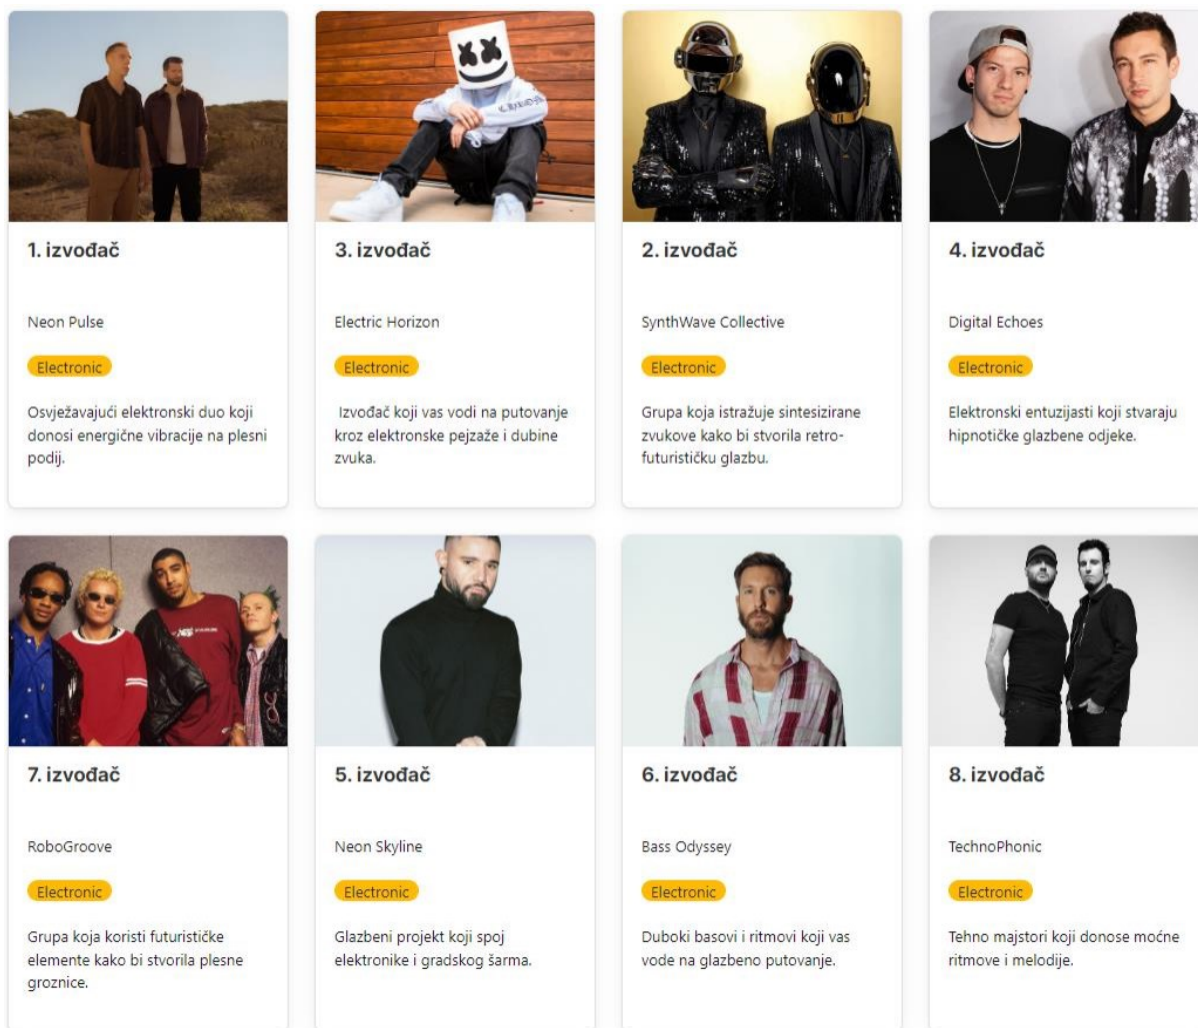 1. izvođač
Neon Pulse
Electronic
Osvježavajući elektronski duo koji
donosi energične vibracije na plesni
podij.
3. izvođač
Electric Horizon
Electronic
Izvođač koji vas vodi na putovanje
kroz elektronske pejzaže i dubine
zvuka.
2. izvođač
SynthWave Collective
Electronic
Grupa koja istražuje sintesizirane
zvukove kako bi stvorila retro-
futurističku glazbu.
4. izvođač
Digital Echoes
Electronic
Elektronski entuzijasti koji stvaraju
hipnotičke glazbene odjeke.
7. izvođač
RoboGroove
Electronic
Grupa koja koristi futurističke
elemente kako bi stvorila plesne
groznice.
5. izvođač
Neon Skyline
Electronic
Glazbeni projekt koji spoj
elektronike i gradskog šarma.
6. izvođač
Bass Odyssey
Electronic
Duboki basovi i ritmovi koji vas
vode na glazbeno putovanje.
8. izvođač
TechnoPhonic
Electronic
Tehno majstori koji donose moćne
ritmove i melodije.